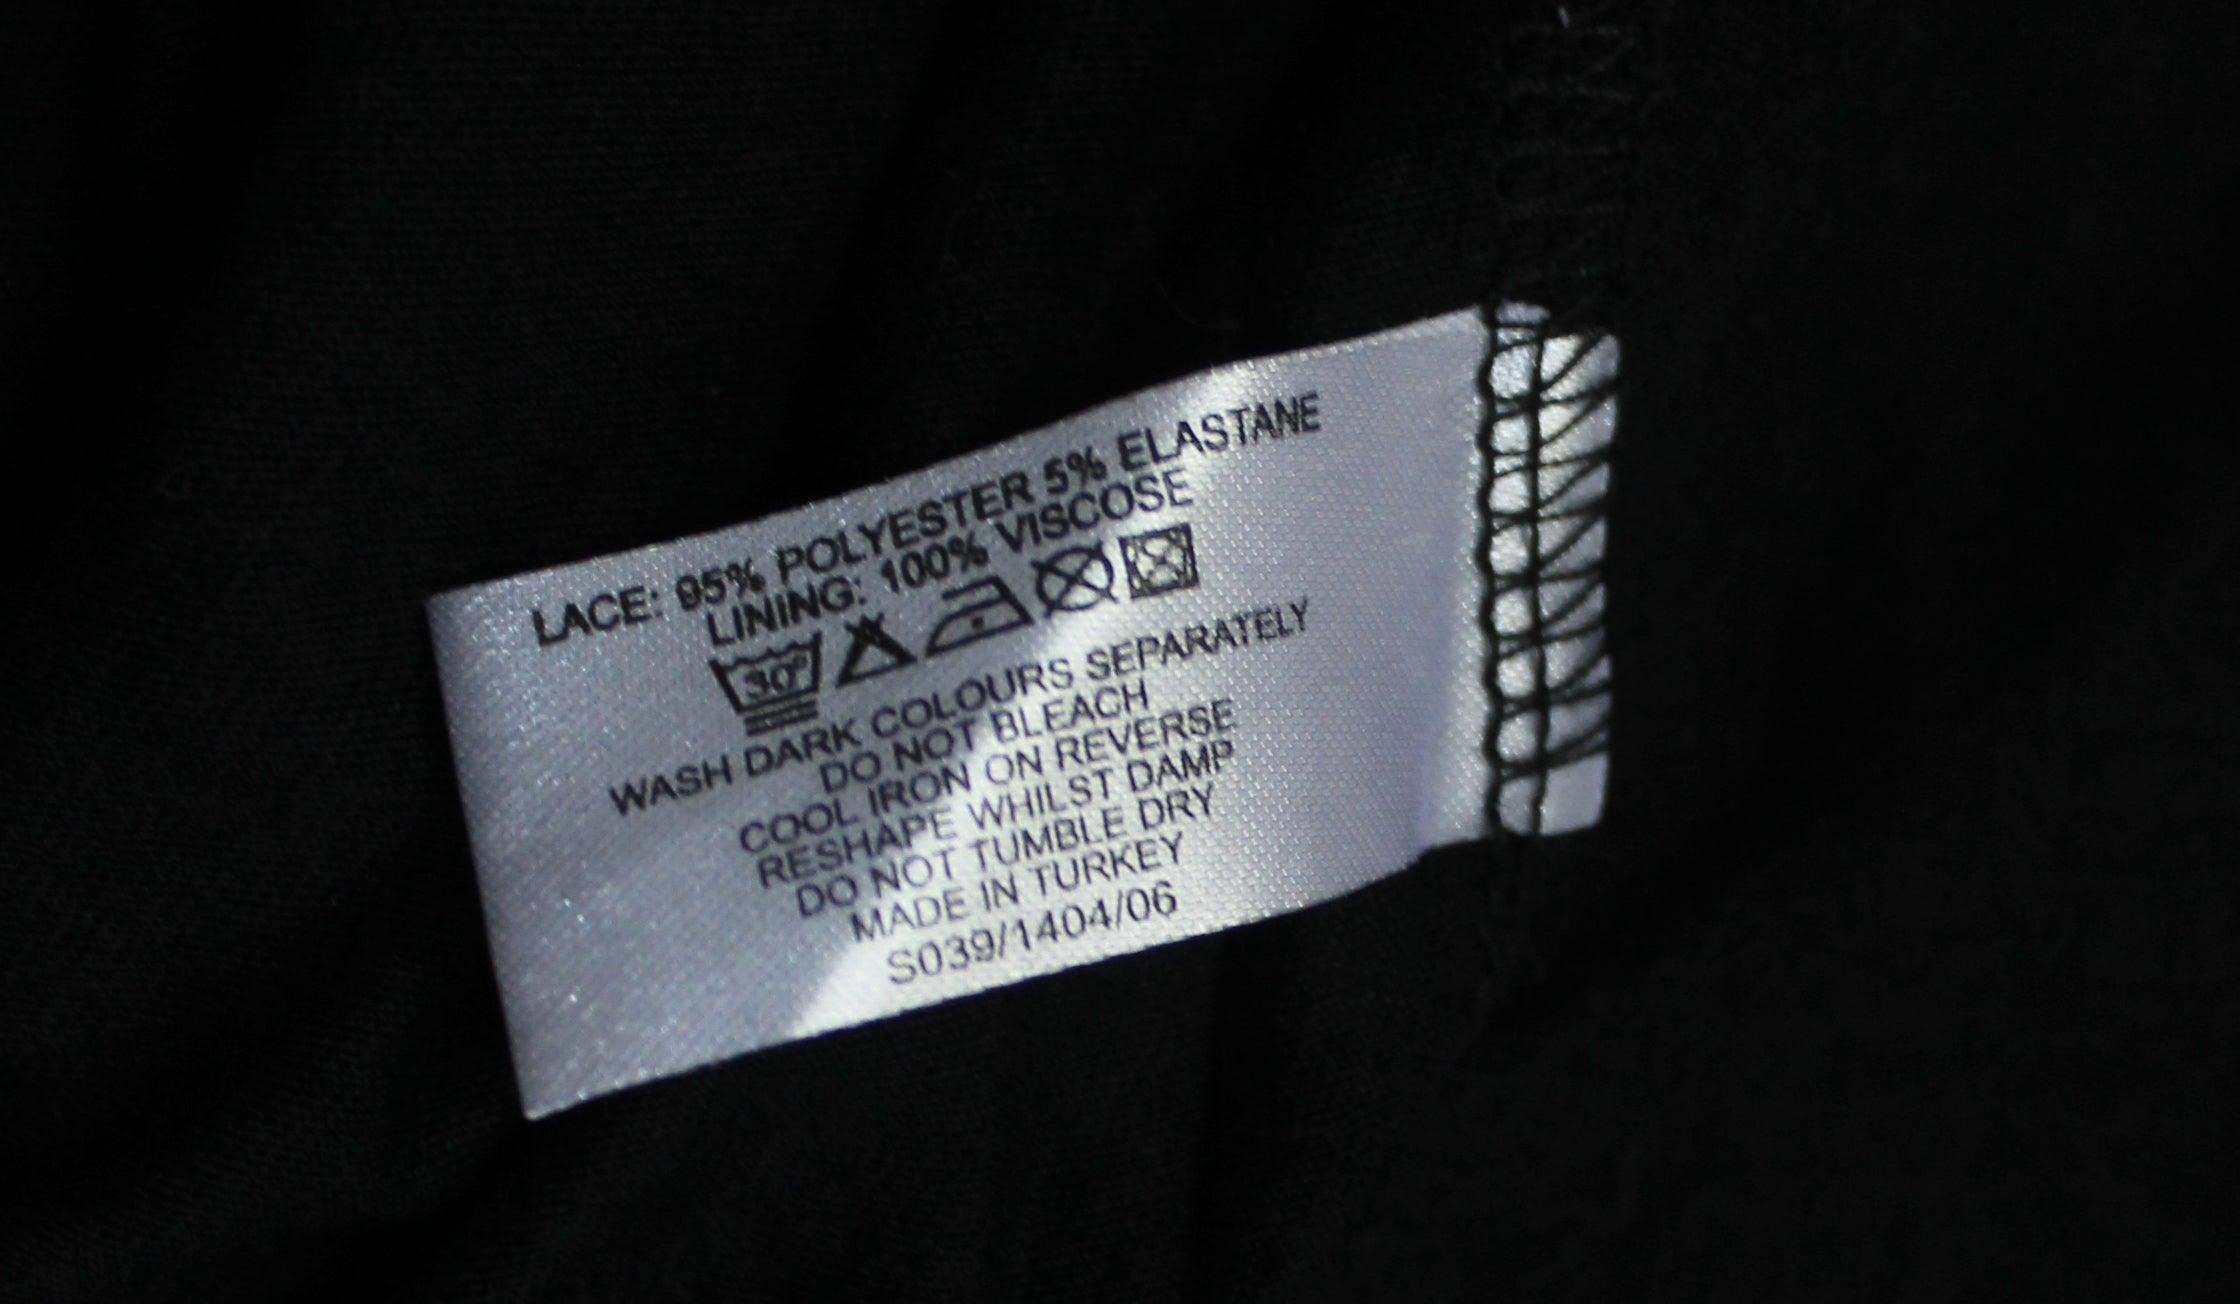 LACE: 95% POLYESTER 5% ELASTANE
LINING: 100% VISCOSE
30°
WASH DARK COLOURS SEPARATELY
DO NOT BLEACH
COOL IRON ON REVERSE
RESHAPE WHILST DAMP
DO NOT TUMBLE DRY
MADE IN TURKEY
S039/1404/06